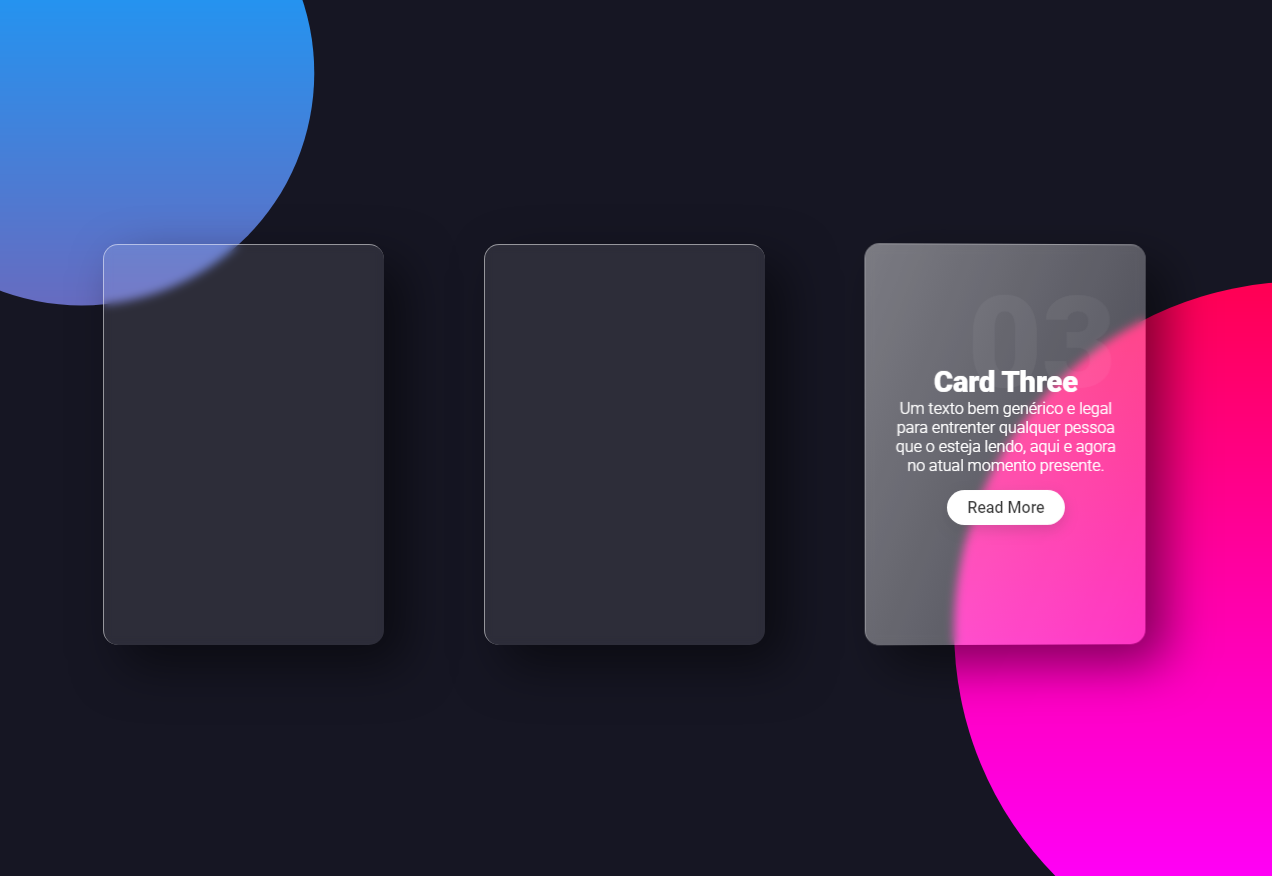 03
Card Three
Um texto bem genérico e legal
para entrenter qualquer pessoa
que o esteja lendo, aqui e agora
no atual momento presente.
Read More